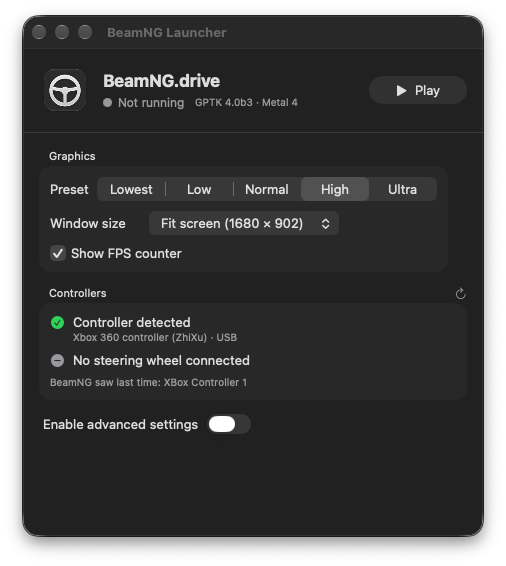 BeamNG Launcher
BeamNG.drive
Not running GPTK 4.0b3 · Metal 4
Play
Graphics
Preset Lowest Low Normal High Ultra
Window size Fit screen (1680 × 902)
Show FPS counter
Controllers
Controller detected
Xbox 360 controller (ZhiXu) · USB
No steering wheel connected
BeamNG saw last time: XBox Controller 1
Enable advanced settings